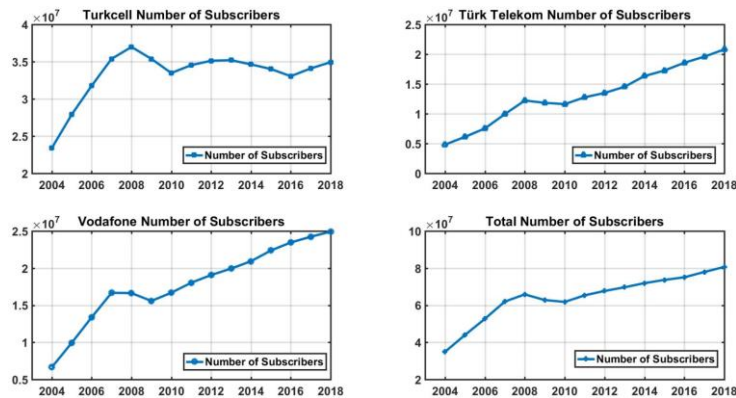 Turkcell Number of Subscribers
×10⁷
4
3.5
3
2.5
2
Number of Subscribers
2004 2006 2008 2010 2012 2014 2016 2018
Türk Telekom Number of Subscribers
×10⁷
2.5
2
1.5
1
0.5
0
Number of Subscribers
2004 2006 2008 2010 2012 2014 2016 2018
Vodafone Number of Subscribers
×10⁷
2.5
2
1.5
1
0.5
Number of Subscribers
2004 2006 2008 2010 2012 2014 2016 2018
Total Number of Subscribers
×10⁷
10
8
6
4
2
Number of Subscribers
2004 2006 2008 2010 2012 2014 2016 2018